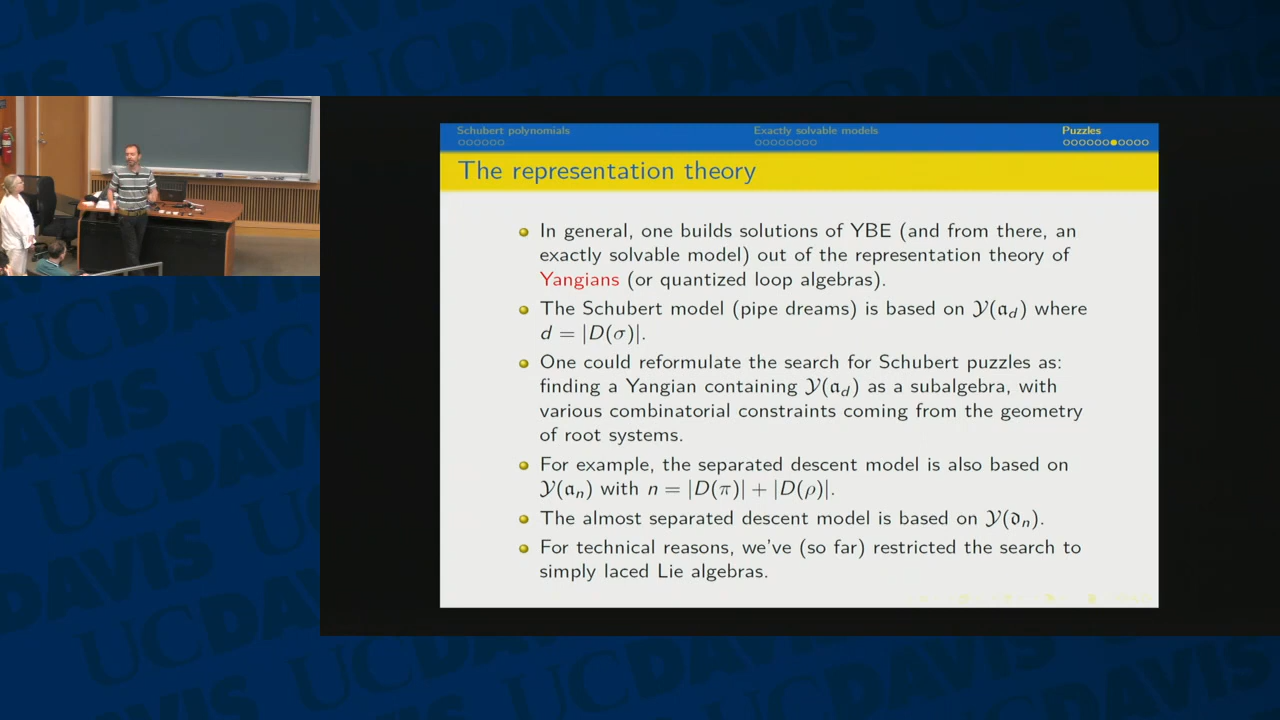 UC DAVIS
Schubert polynomials
Exactly solvable models
Puzzles
The representation theory
In general, one builds solutions of YBE (and from there, an
exactly solvable model) out of the representation theory of
Yangians (or quantized loop algebras).
The Schubert model (pipe dreams) is based on 𝒴(𝔞_d) where
d = |D(σ)|.
One could reformulate the search for Schubert puzzles as:
finding a Yangian containing 𝒴(𝔞_d) as a subalgebra, with
various combinatorial constraints coming from the geometry
of root systems.
For example, the separated descent model is also based on
𝒴(𝔞_n) with n = |D(π)| + |D(ρ)|.
The almost separated descent model is based on 𝒴(𝔡_n).
For technical reasons, we've (so far) restricted the search to
simply laced Lie algebras.